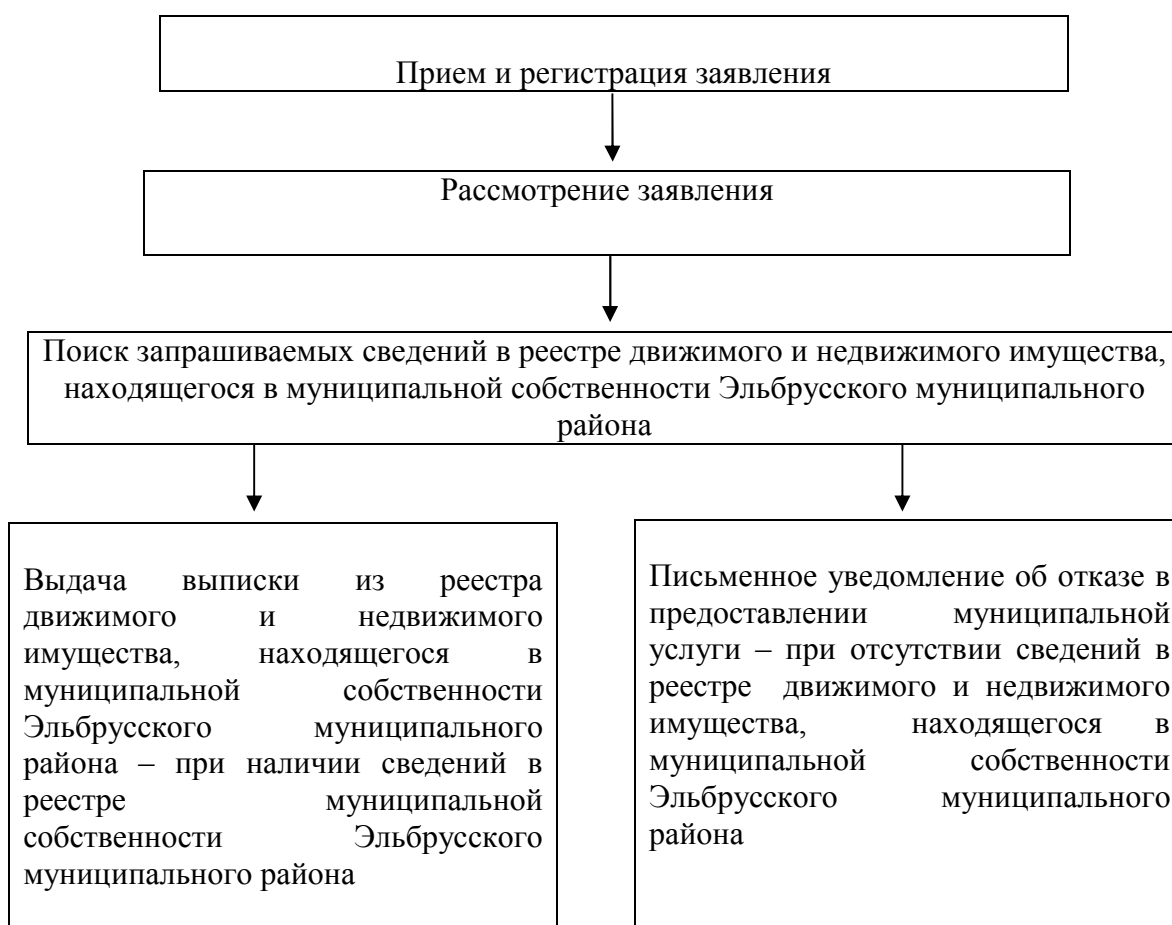 Прием и регистрация заявления
Рассмотрение заявления
Поиск запрашиваемых сведений в реестре движимого и недвижимого имущества,
находящегося в муниципальной собственности Эльбрусского муниципального
района
Выдача выписки из реестра
движимого и недвижимого
имущества, находящегося в
муниципальной собственности
Эльбрусского муниципального
района – при наличии сведений в
реестре муниципальной
собственности Эльбрусского
муниципального района
Письменное уведомление об отказе в
предоставлении муниципальной
услуги – при отсутствии сведений в
реестре движимого и недвижимого
имущества, находящегося в
муниципальной собственности
Эльбрусского муниципального
района